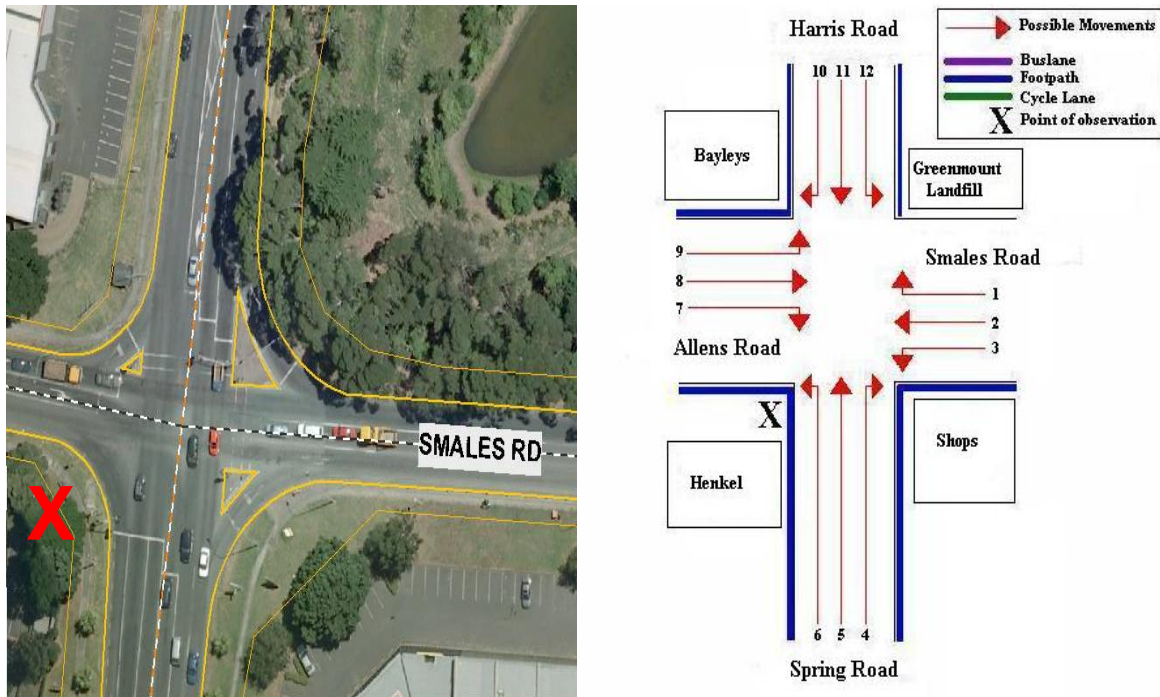 X
SMALES RD
Harris Road
10 11 12
Possible Movements
Buslane
Footpath
Cycle Lane
X Point of observation
Bayleys
Greenmount
Landfill
9
8
7
Smales Road
1
2
3
Allens Road
X
Henkel
Shops
6 5 4
Spring Road